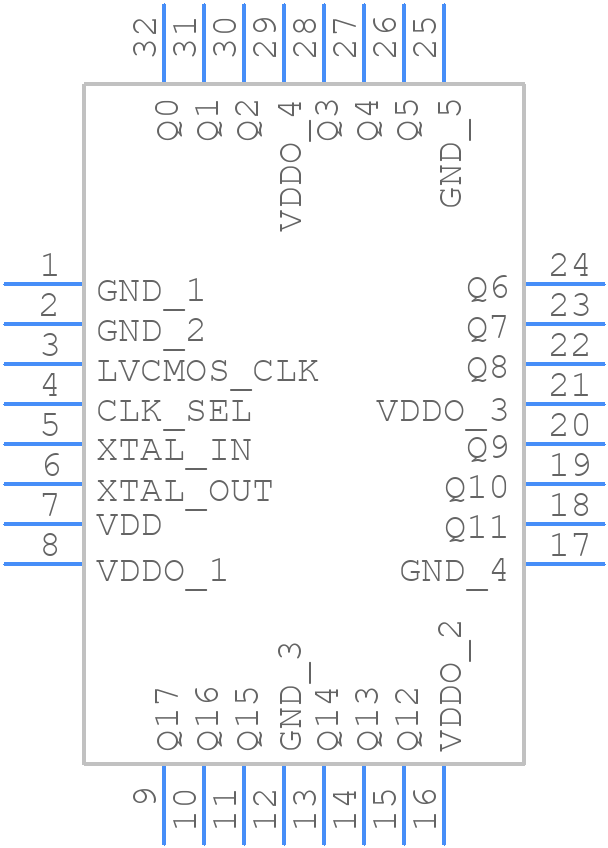 32 31 30 29 28 27 26 25
Q0 Q1 Q2 VDDO_4 Q3 Q4 Q5 GND_5
1 GND_1 Q6 24
2 GND_2 Q7 23
3 LVCMOS_CLK Q8 22
4 CLK_SEL VDDO_3 21
5 XTAL_IN Q9 20
6 XTAL_OUT Q10 19
7 VDD Q11 18
8 VDDO_1 GND_4 17
Q17 Q16 Q15 GND_3 Q14 Q13 Q12 VDDO_2
9 10 11 12 13 14 15 16